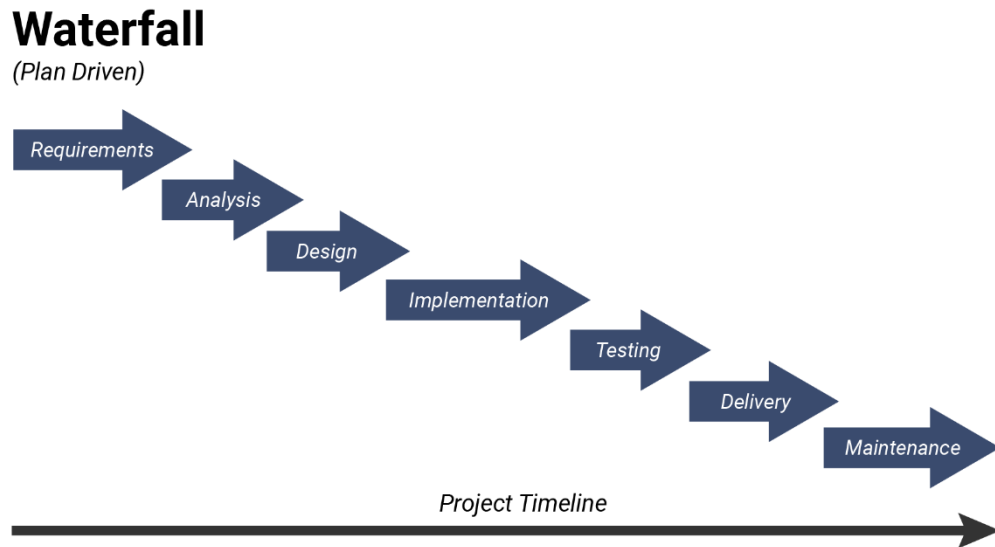 Waterfall
(Plan Driven)
Requirements
Analysis
Design
Implementation
Testing
Delivery
Maintenance
Project Timeline